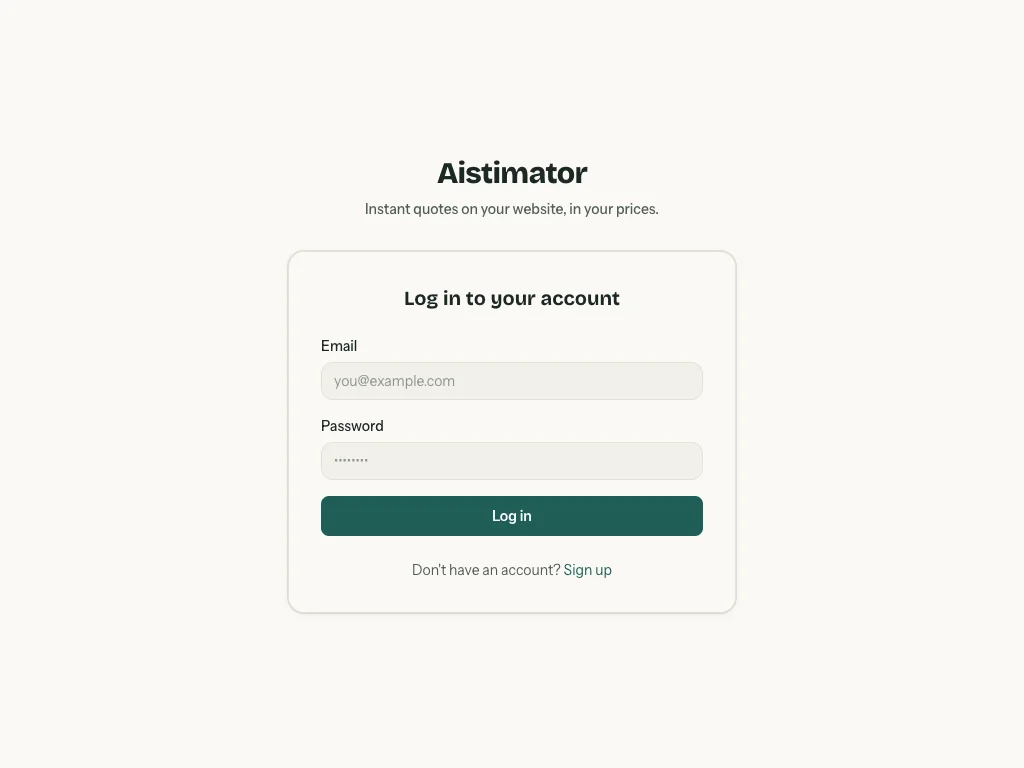 Aistimator
Instant quotes on your website, in your prices.
Log in to your account
Email
you@example.com
Password
••••••••
Log in
Don't have an account? Sign up